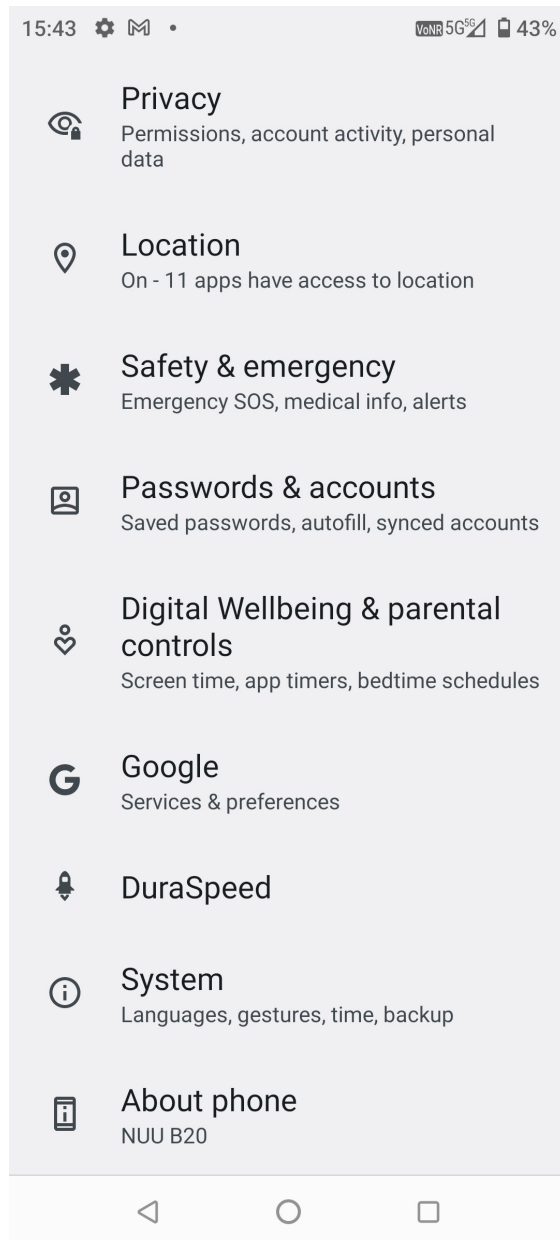 15:43 VoNR 5G 5G 43%
Privacy
Permissions, account activity, personal
data
Location
On - 11 apps have access to location
Safety & emergency
Emergency SOS, medical info, alerts
Passwords & accounts
Saved passwords, autofill, synced accounts
Digital Wellbeing & parental
controls
Screen time, app timers, bedtime schedules
Google
Services & preferences
DuraSpeed
System
Languages, gestures, time, backup
About phone
NUU B20